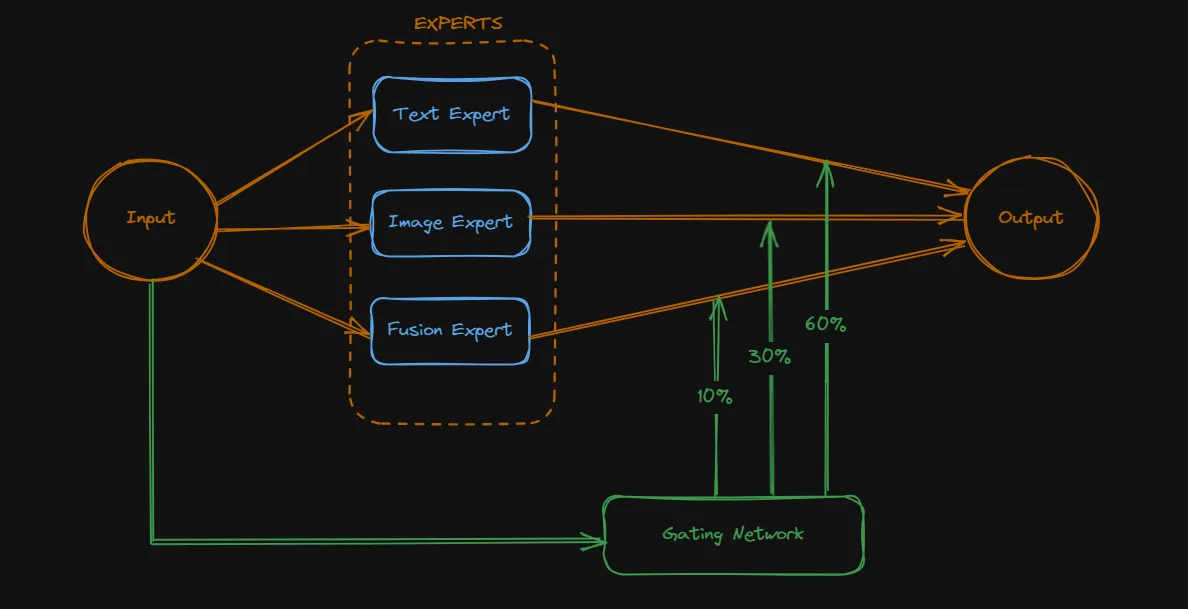 EXPERTS
Text Expert
Input
Image Expert
Output
Fusion Expert
60%
30%
10%
Gating Network